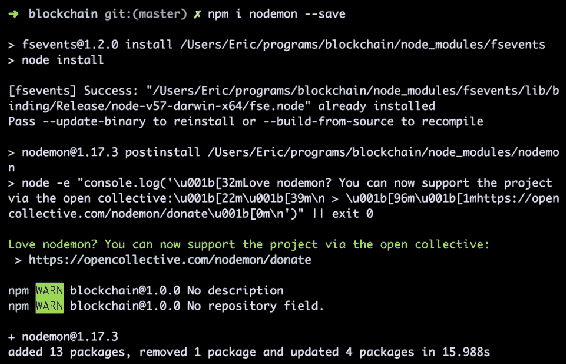 ➜ blockchain git:(master) ✗ npm i nodemon --save
> fsevents@1.2.0 install /Users/Eric/programs/blockchain/node_modules/fsevents
> node install
[fsevents] Success: "/Users/Eric/programs/blockchain/node_modules/fsevents/lib/b
inding/Release/node-v57-darwin-x64/fse.node" already installed
Pass --update-binary to reinstall or --build-from-source to recompile
> nodemon@1.17.3 postinstall /Users/Eric/programs/blockchain/node_modules/nodemo
n
> node -e "console.log('\u001b[32mLove nodemon? You can now support the project
via the open collective:\u001b[22m\u001b[39m\n > \u001b[96m\u001b[1mhttps://open
collective.com/nodemon/donate\u001b[0m\n')" || exit 0
Love nodemon? You can now support the project via the open collective:
> https://opencollective.com/nodemon/donate
npm WARN blockchain@1.0.0 No description
npm WARN blockchain@1.0.0 No repository field.
+ nodemon@1.17.3
added 13 packages, removed 1 package and updated 4 packages in 15.988s